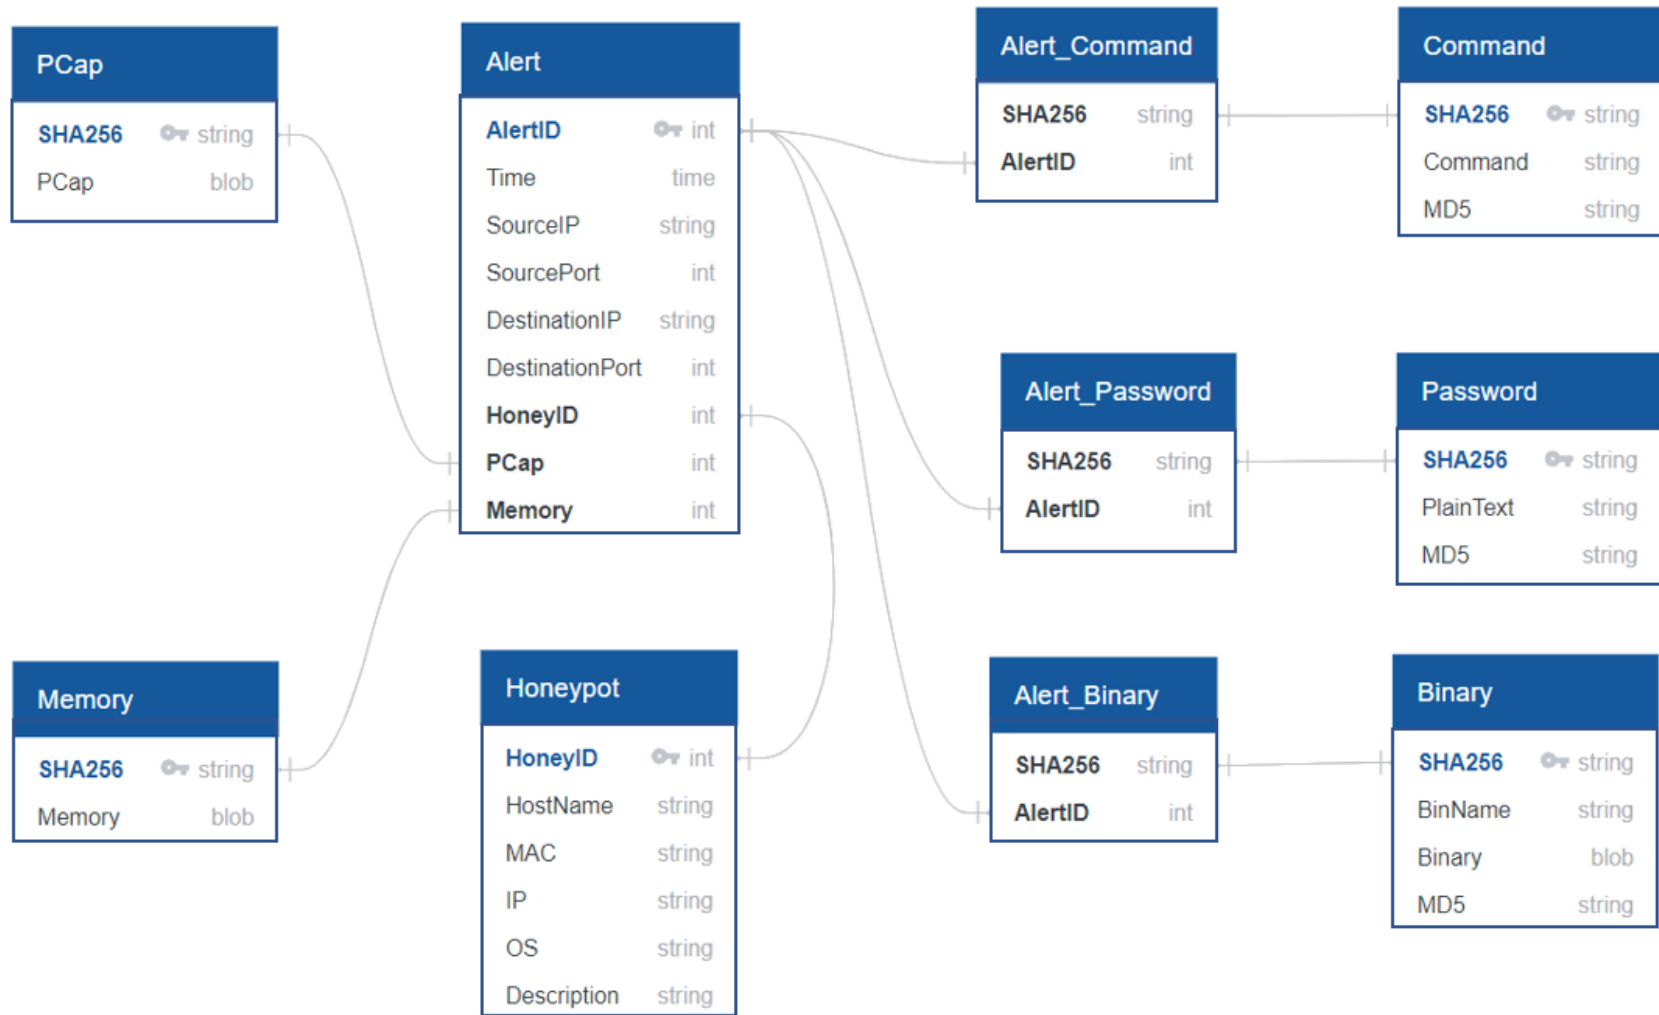 PCap
SHA256 string
PCap blob
Alert
AlertID int
Time time
SourceIP string
SourcePort int
DestinationIP string
DestinationPort int
HoneyID int
PCap int
Memory int
Alert_Command
SHA256 string
AlertID int
Command
SHA256 string
Command string
MD5 string
Alert_Password
SHA256 string
AlertID int
Password
SHA256 string
PlainText string
MD5 string
Memory
SHA256 string
Memory blob
Honeypot
HoneyID int
HostName string
MAC string
IP string
OS string
Description string
Alert_Binary
SHA256 string
AlertID int
Binary
SHA256 string
BinName string
Binary blob
MD5 string